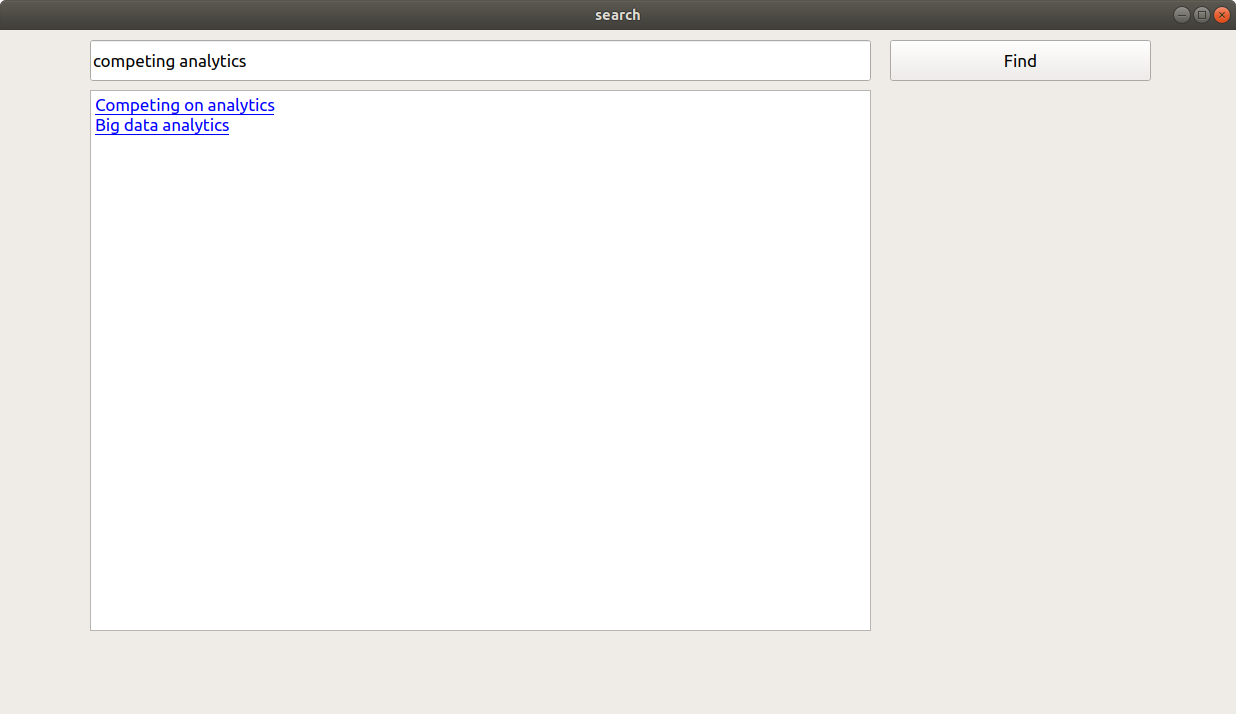 search
competing analytics
Find
Competing on analytics
Big data analytics